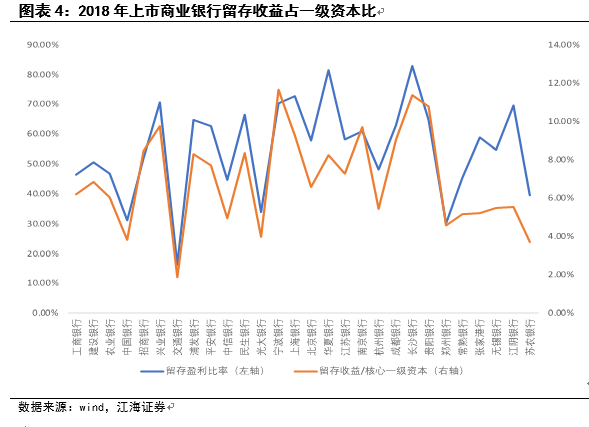 图表 4：2018 年上市商业银行留存收益占一级资本比
90.00%
80.00%
70.00%
60.00%
50.00%
40.00%
30.00%
20.00%
10.00%
0.00%
14.00%
12.00%
10.00%
8.00%
6.00%
4.00%
2.00%
0.00%
工商银行
建设银行
农业银行
中国银行
招商银行
兴业银行
交通银行
浦发银行
平安银行
中信银行
民生银行
光大银行
宁波银行
上海银行
北京银行
华夏银行
江苏银行
南京银行
杭州银行
成都银行
长沙银行
贵阳银行
郑州银行
常熟银行
张家港行
无锡银行
江阴银行
苏农银行
留存盈利比率（左轴）
留存收益/核心一级资本（右轴）
数据来源：wind，江海证券